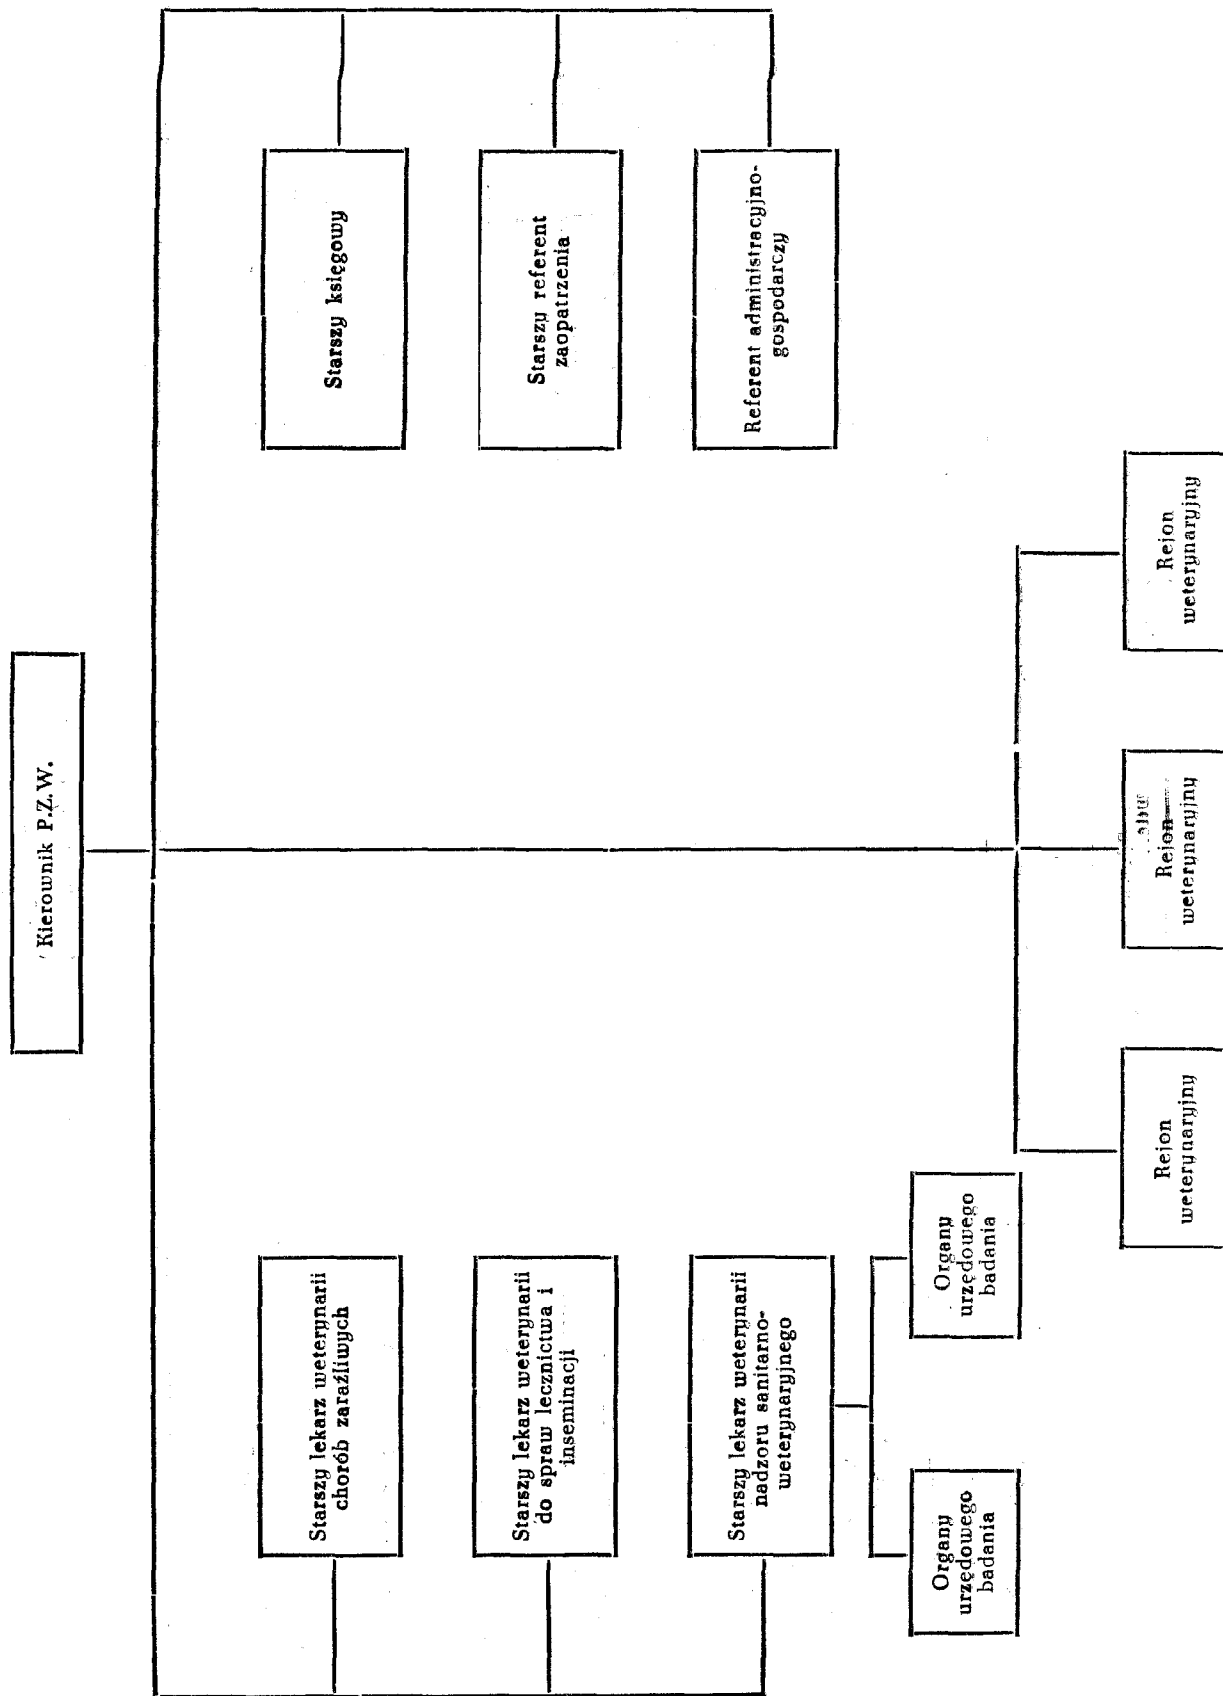 Kierownik P.Z.W.
Starszy lekarz weterynarii
chorób zaraźliwych
Starszy lekarz weterynarii
do spraw lecznictwa i
inseminacji
Starszy lekarz weterynarii
nadzoru sanitarno-
weterynaryjnego
Organy
urzędowego
badania
Organy
urzędowego
badania
Starszy księgowy
Starszy referent
zaopatrzenia
Referent administracyjno-
gospodarczy
Rejon
weterynaryjny
Rejon
weterynaryjny
Rejon
weterynaryjny